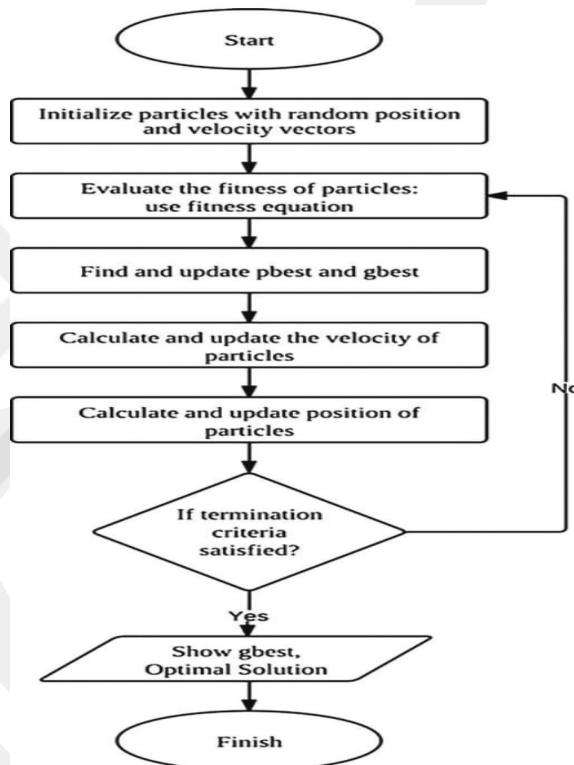 Start
Initialize particles with random position
and velocity vectors
Evaluate the fitness of particles:
use fitness equation
Find and update pbest and gbest
Calculate and update the velocity of
particles
Calculate and update position of
particles
No
If termination
criteria
satisfied?
Yes
Show gbest,
Optimal Solution
Finish